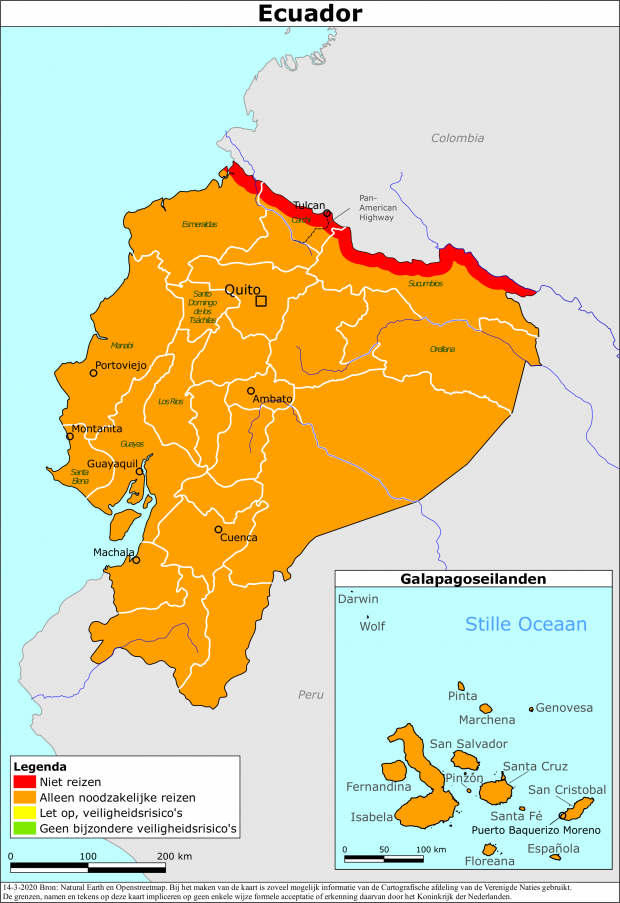 Ecuador
Colombia
Pan-
American
Highway
Tulcan
Carchi
Esmeraldas
Sucumbios
Quito
Santo
Domingo
de los
Tsáchilas
Manabi
Orellana
Portoviejo
Los Rios
Ambato
Montanita
Guayas
Guayaquil
Santa
Elena
Cuenca
Machala
Peru
Galapagoseilanden
Darwin
Wolf
Stille Oceaan
Pinta
Genovesa
Marchena
San Salvador
Santa Cruz
Pinzón
Fernandina
San Cristobal
Isabela
Santa Fé
Puerto Baquerizo Moreno
Española
Floreana
0 50 100 km
Legenda
Niet reizen
Alleen noodzakelijke reizen
Let op, veiligheidsrisico's
Geen bijzondere veiligheidsrisico's
0 100 200 km
14-3-2020 Bron: Natural Earth en Openstreetmap. Bij het maken van de kaart is zoveel mogelijk informatie van de Cartografische afdeling van de Verenigde Naties gebruikt.
De grenzen, namen en tekens op deze kaart impliceren op geen enkele wijze formele acceptatie of erkenning daarvan door het Koninkrijk der Nederlanden.